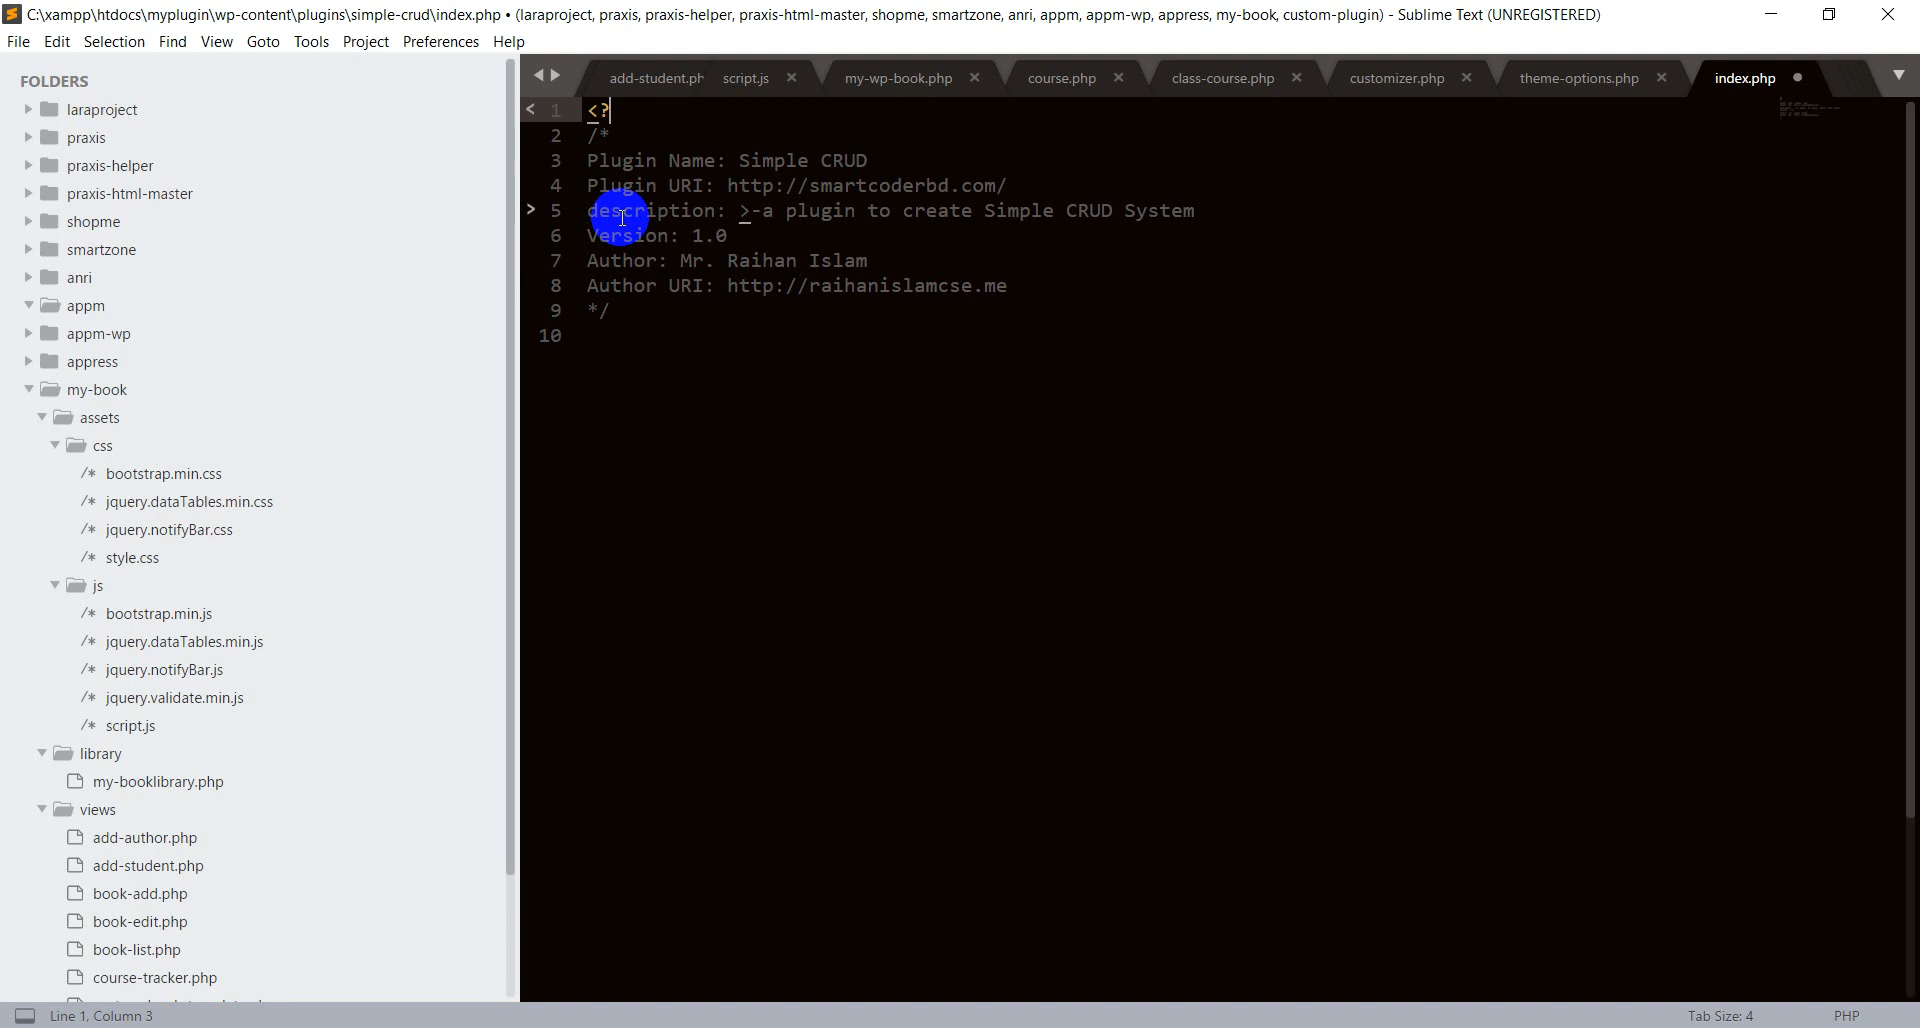 C:\xampp\htdocs\myplugin\wp-content\plugins\simple-crud\index.php • (laraproject, praxis, praxis-helper, praxis-html-master, shopme, smartzone, anri, appm, appm-wp, appress, my-book, custom-plugin) - Sublime Text (UNREGISTERED)
File Edit Selection Find View Goto Tools Project Preferences Help
FOLDERS
laraproject
praxis
praxis-helper
praxis-html-master
shopme
smartzone
anri
appm
appm-wp
appress
my-book
assets
css
/* bootstrap.min.css
/* jquery.dataTables.min.css
/* jquery.notifyBar.css
/* style.css
js
/* bootstrap.min.js
/* jquery.dataTables.min.js
/* jquery.notifyBar.js
/* jquery.validate.min.js
/* script.js
library
my-booklibrary.php
views
add-author.php
add-student.php
book-add.php
book-edit.php
book-list.php
course-tracker.php
add-student.ph script.js my-wp-book.php course.php class-course.php customizer.php theme-options.php index.php
1 <?
2 /*
3 Plugin Name: Simple CRUD
4 Plugin URI: http://smartcoderbd.com/
5 description: >-a plugin to create Simple CRUD System
6 Version: 1.0
7 Author: Mr. Raihan Islam
8 Author URI: http://raihanislamcse.me
9 */
10
Line 1, Column 3 Tab Size: 4 PHP